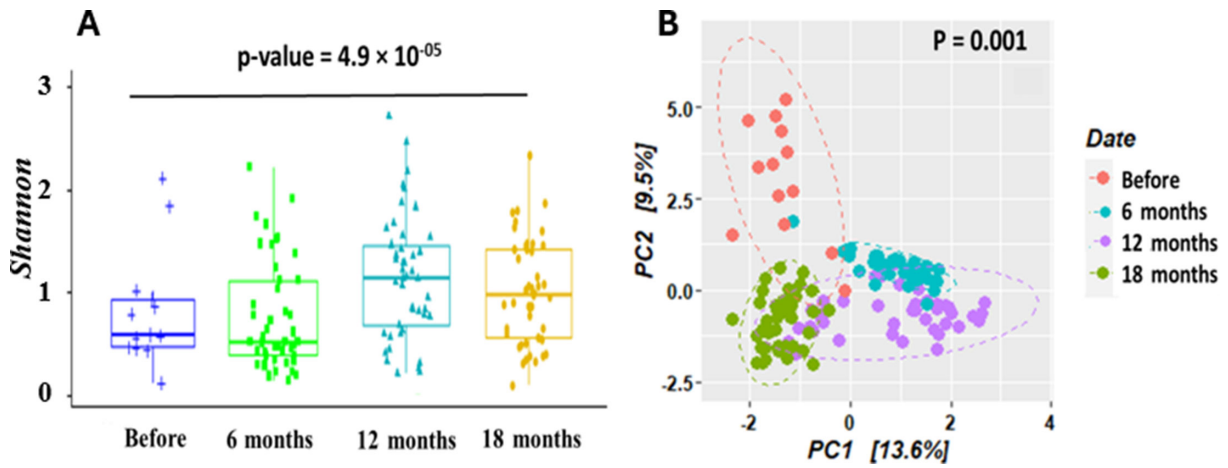 A
p-value = 4.9 × 10⁻⁰⁵
Shannon
3
2
1
0
Before
6 months
12 months
18 months
B
P = 0.001
PC2 [9.5%]
5.0
2.5
0.0
-2.5
-2
0
2
4
PC1 [13.6%]
Date
Before
6 months
12 months
18 months